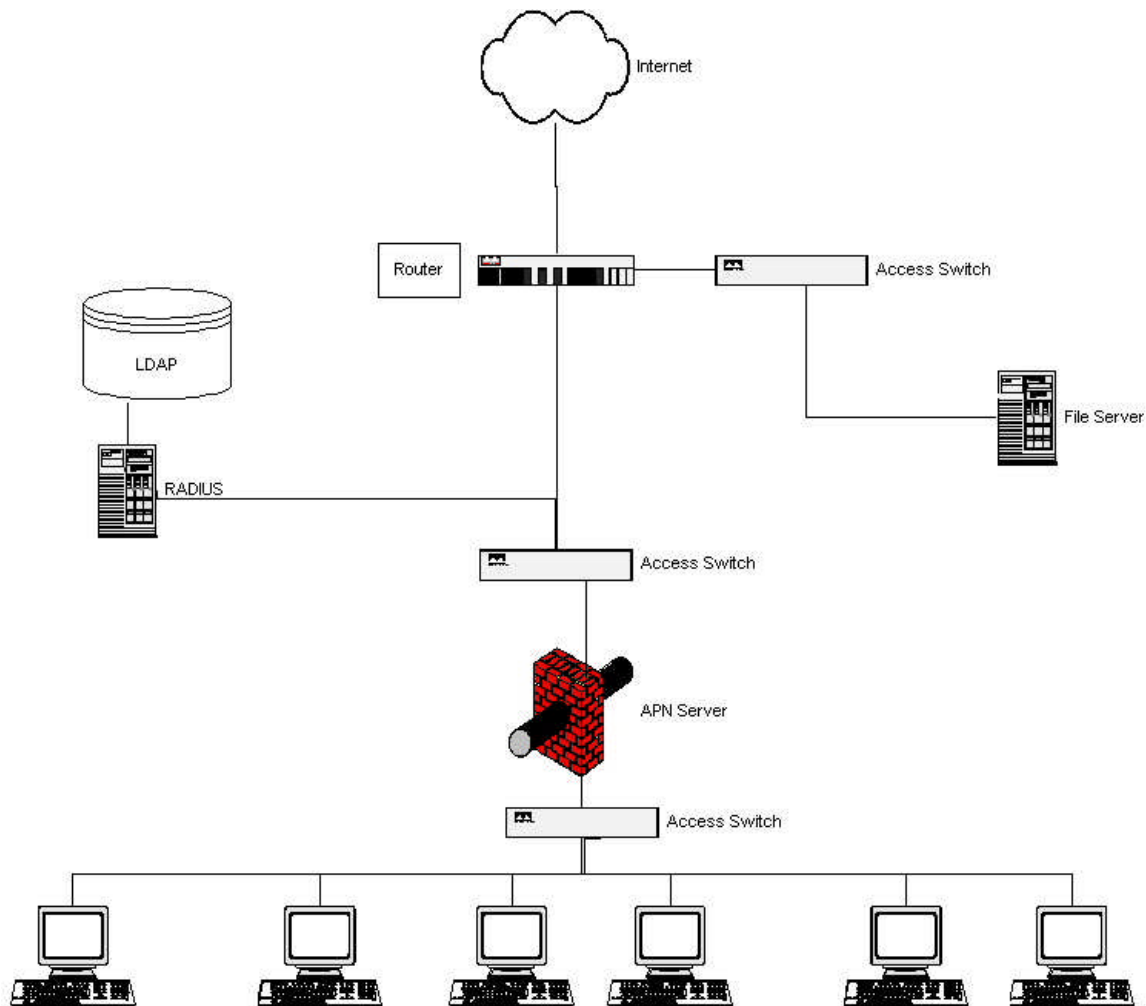 Internet
Router
Access Switch
LDAP
File Server
RADIUS
Access Switch
APN Server
Access Switch